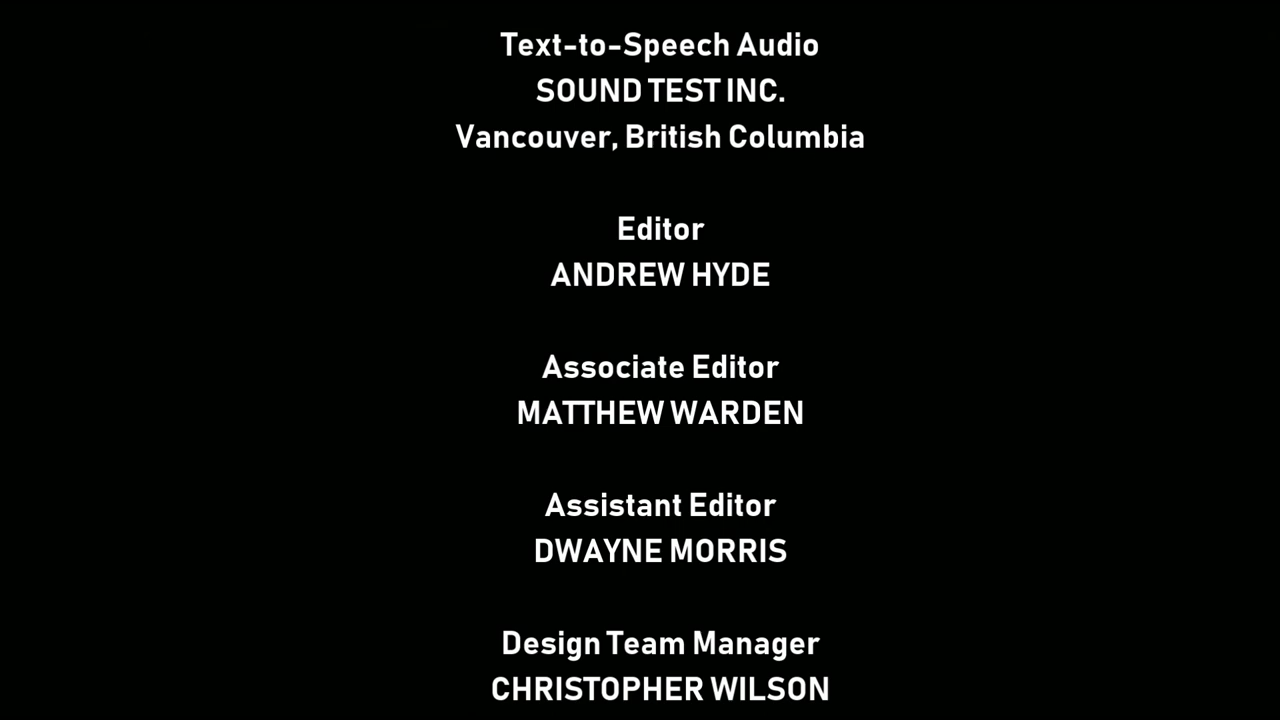 Text-to-Speech Audio
SOUND TEST INC.
Vancouver, British Columbia
Editor
ANDREW HYDE
Associate Editor
MATTHEW WARDEN
Assistant Editor
DWAYNE MORRIS
Design Team Manager
CHRISTOPHER WILSON